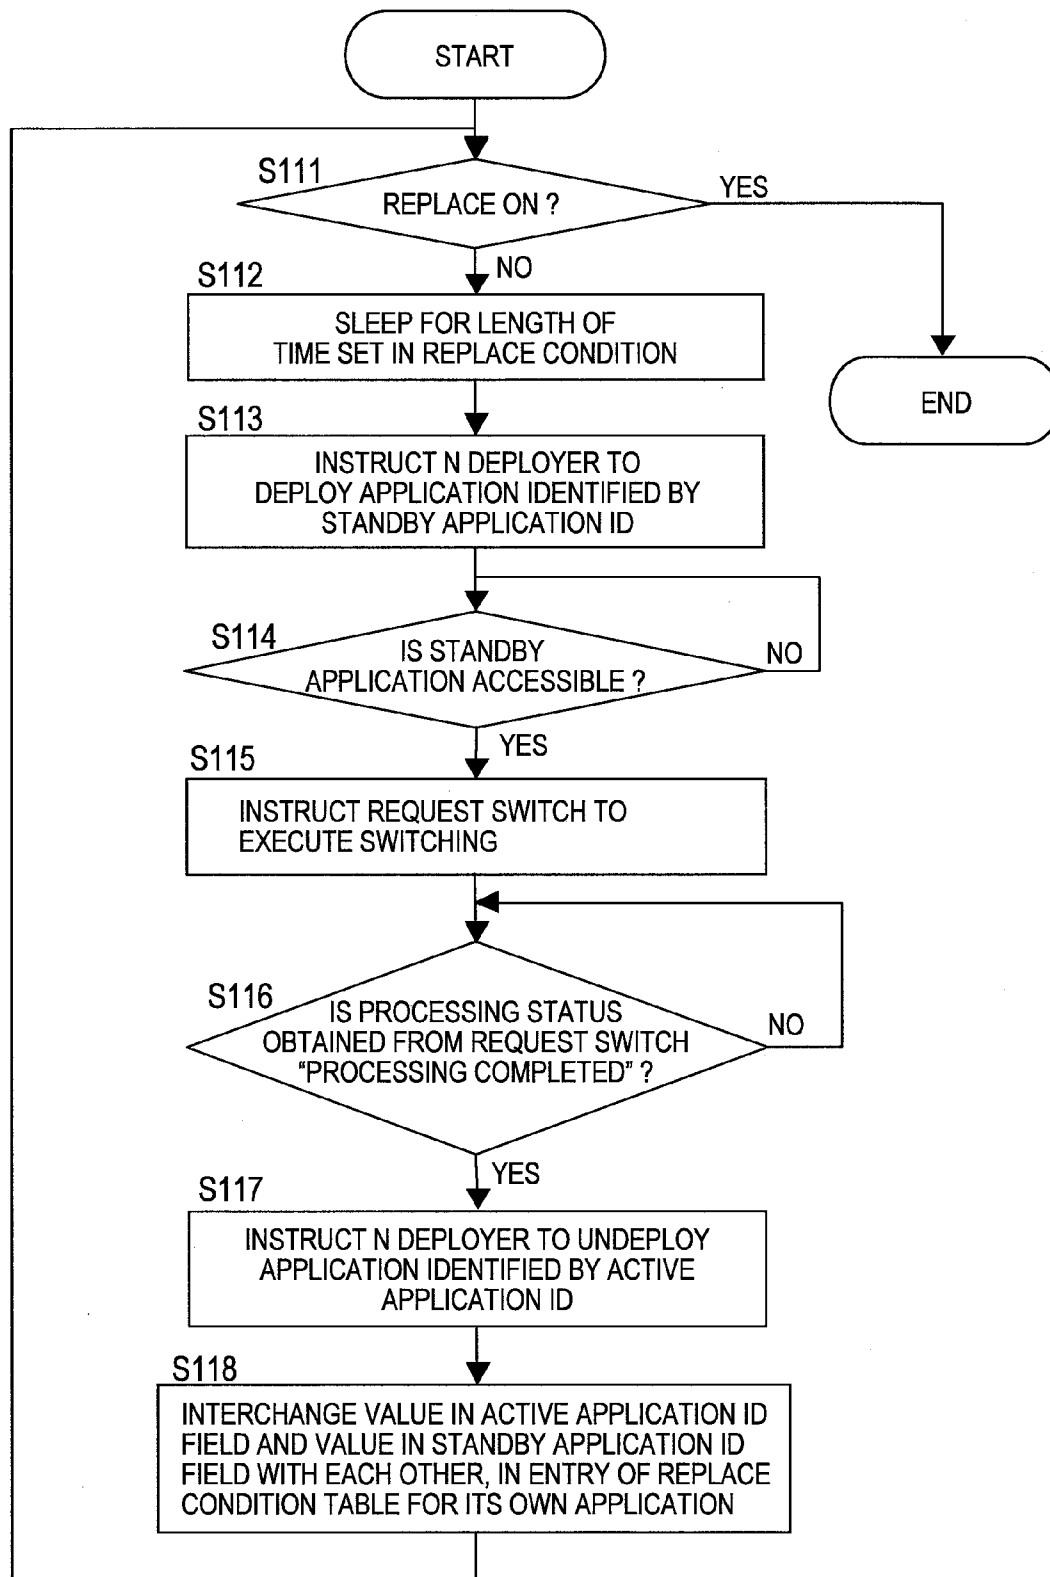 START
S111
REPLACE ON ?
YES
NO
S112
SLEEP FOR LENGTH OF
TIME SET IN REPLACE CONDITION
END
S113
INSTRUCT N DEPLOYER TO
DEPLOY APPLICATION IDENTIFIED BY
STANDBY APPLICATION ID
S114
IS STANDBY
APPLICATION ACCESSIBLE ?
NO
YES
S115
INSTRUCT REQUEST SWITCH TO
EXECUTE SWITCHING
S116
IS PROCESSING STATUS
OBTAINED FROM REQUEST SWITCH
"PROCESSING COMPLETED" ?
NO
YES
S117
INSTRUCT N DEPLOYER TO UNDEPLOY
APPLICATION IDENTIFIED BY ACTIVE
APPLICATION ID
S118
INTERCHANGE VALUE IN ACTIVE APPLICATION ID
FIELD AND VALUE IN STANDBY APPLICATION ID
FIELD WITH EACH OTHER, IN ENTRY OF REPLACE
CONDITION TABLE FOR ITS OWN APPLICATION